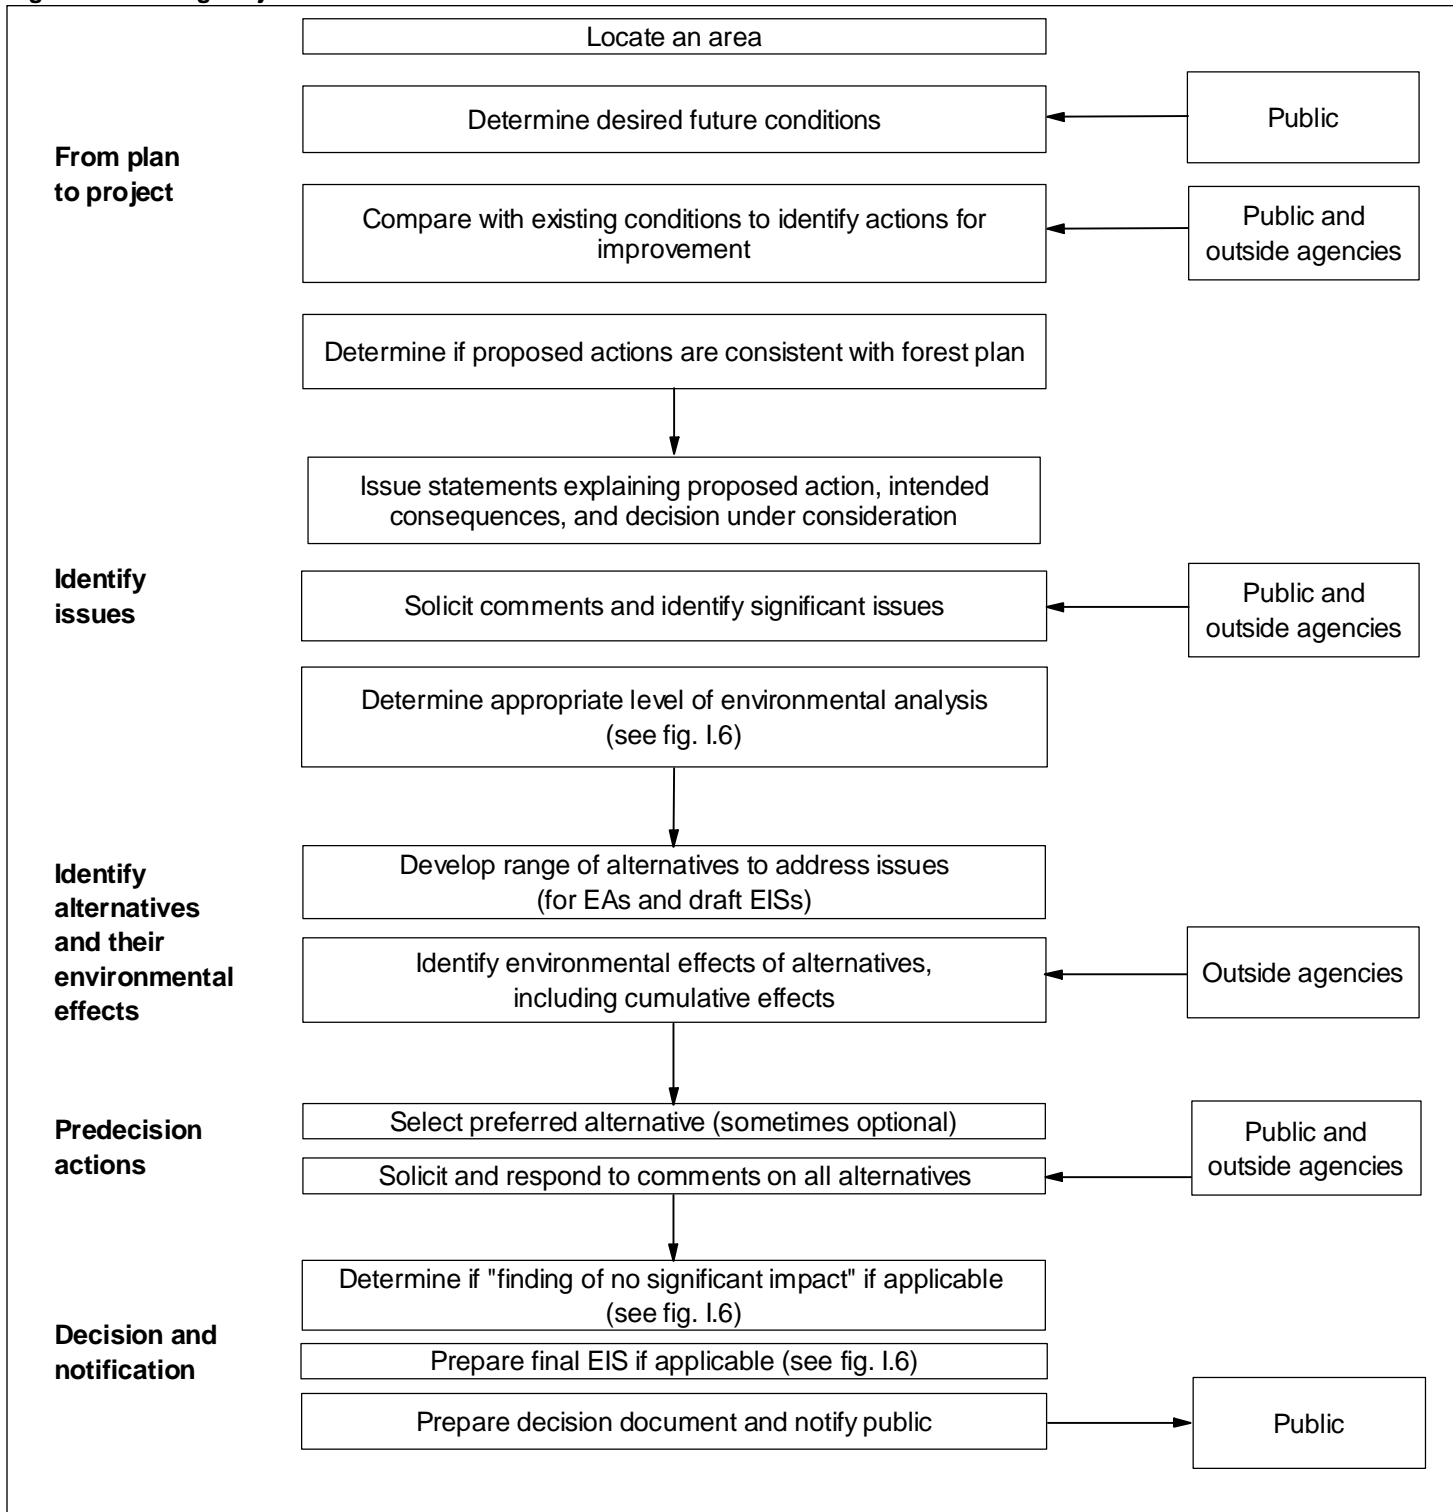 Locate an area
Determine desired future conditions
Public
From plan
to project
Compare with existing conditions to identify actions for
improvement
Public and
outside agencies
Determine if proposed actions are consistent with forest plan
Issue statements explaining proposed action, intended
consequences, and decision under consideration
Identify
issues
Solicit comments and identify significant issues
Public and
outside agencies
Determine appropriate level of environmental analysis
(see fig. I.6)
Identify
alternatives
and their
environmental
effects
Develop range of alternatives to address issues
(for EAs and draft EISs)
Identify environmental effects of alternatives,
including cumulative effects
Outside agencies
Predecision
actions
Select preferred alternative (sometimes optional)
Solicit and respond to comments on all alternatives
Public and
outside agencies
Decision and
notification
Determine if "finding of no significant impact" if applicable
(see fig. I.6)
Prepare final EIS if applicable (see fig. I.6)
Prepare decision document and notify public
Public